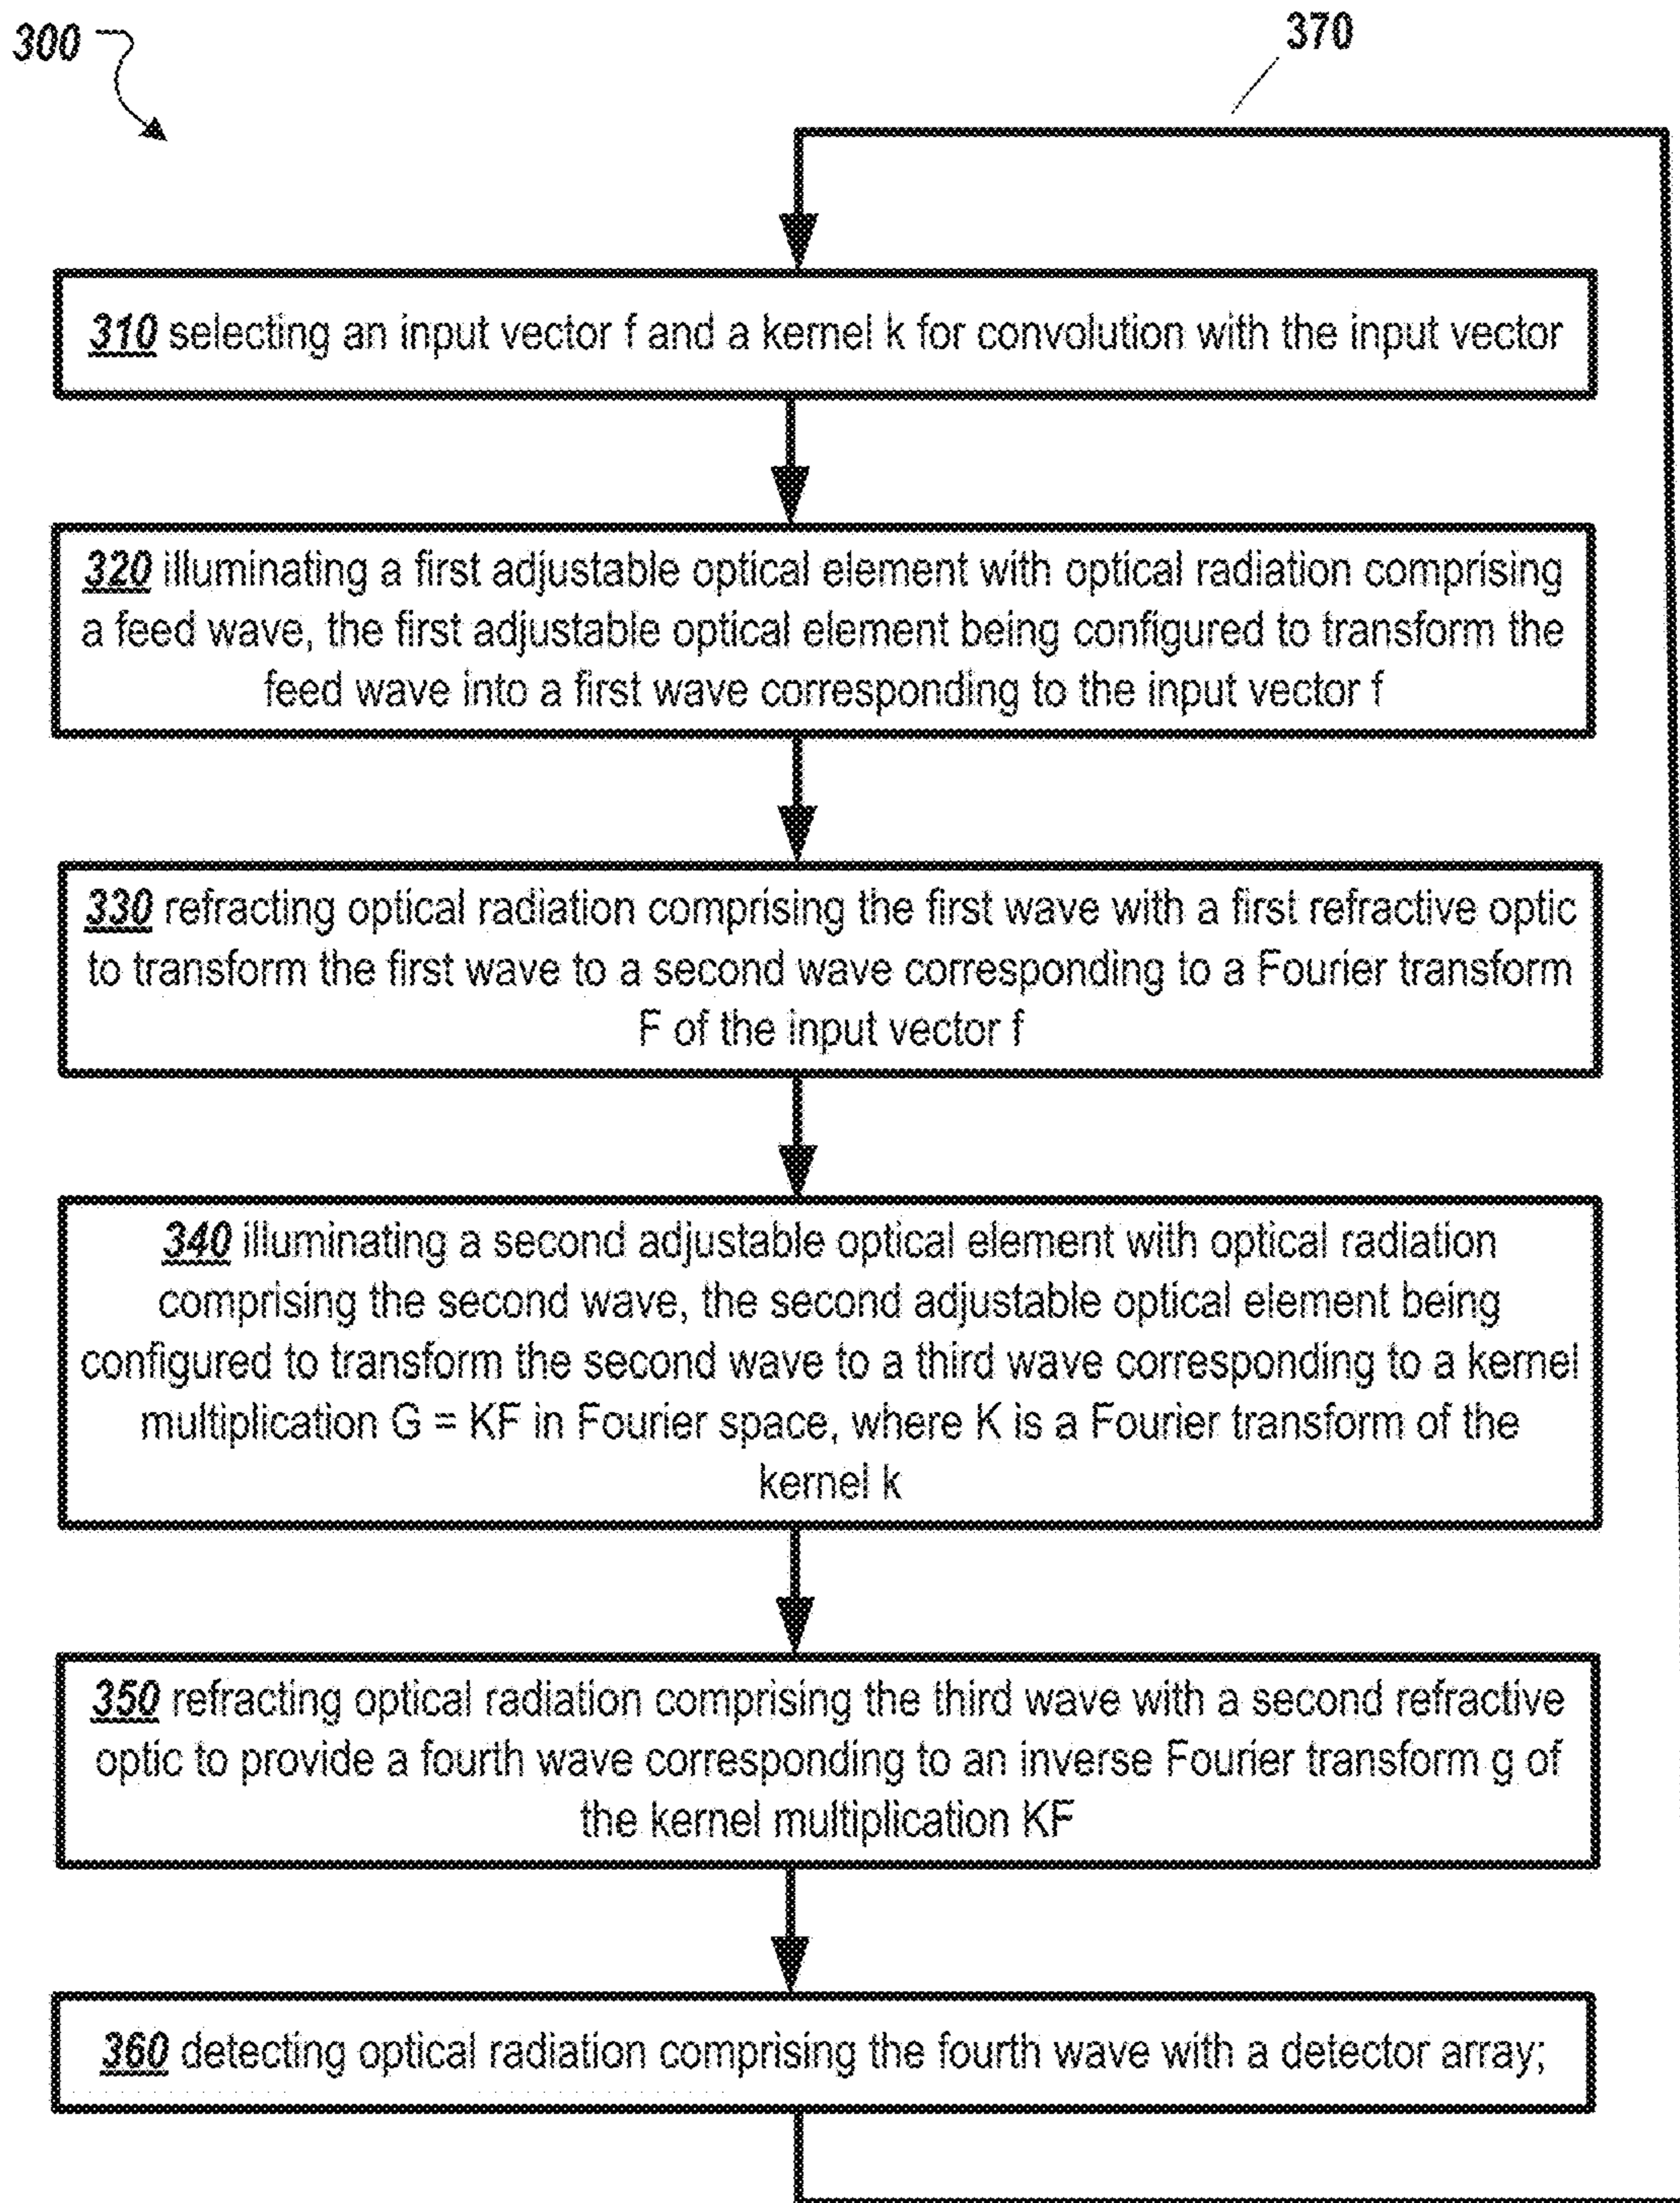 300
370
310 selecting an input vector f and a kernel k for convolution with the input vector
320 illuminating a first adjustable optical element with optical radiation comprising
a feed wave, the first adjustable optical element being configured to transform the
feed wave into a first wave corresponding to the input vector f
330 refracting optical radiation comprising the first wave with a first refractive optic
to transform the first wave to a second wave corresponding to a Fourier transform
F of the input vector f
340 illuminating a second adjustable optical element with optical radiation
comprising the second wave, the second adjustable optical element being
configured to transform the second wave to a third wave corresponding to a kernel
multiplication G = KF in Fourier space, where K is a Fourier transform of the
kernel k
350 refracting optical radiation comprising the third wave with a second refractive
optic to provide a fourth wave corresponding to an inverse Fourier transform g of
the kernel multiplication KF
360 detecting optical radiation comprising the fourth wave with a detector array;